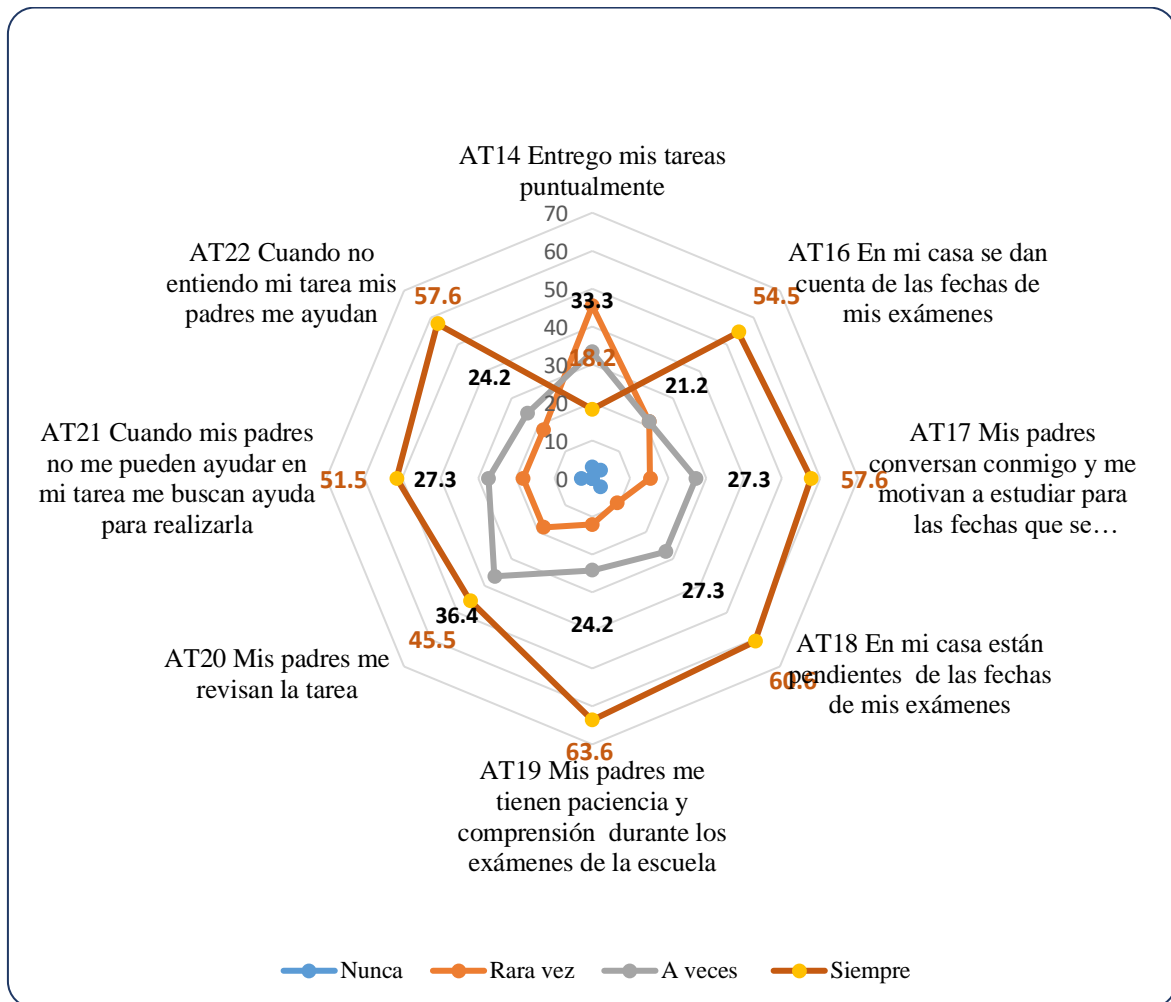 AT14 Entrego mis tareas
puntualmente
AT16 En mi casa se dan
cuenta de las fechas de
mis exámenes
AT17 Mis padres
conversan conmigo y me
motivan a estudiar para
las fechas que se…
AT18 En mi casa están
pendientes de las fechas
de mis exámenes
AT19 Mis padres me
tienen paciencia y
comprensión durante los
exámenes de la escuela
AT20 Mis padres me
revisan la tarea
AT21 Cuando mis padres
no me pueden ayudar en
mi tarea me buscan ayuda
para realizarla
AT22 Cuando no
entiendo mi tarea mis
padres me ayudan
70
60
50
40
30
20
10
0
33.3
18.2
54.5
21.2
27.3
57.6
27.3
60.6
24.2
63.6
36.4
45.5
27.3
51.5
24.2
57.6
Nunca
Rara vez
A veces
Siempre